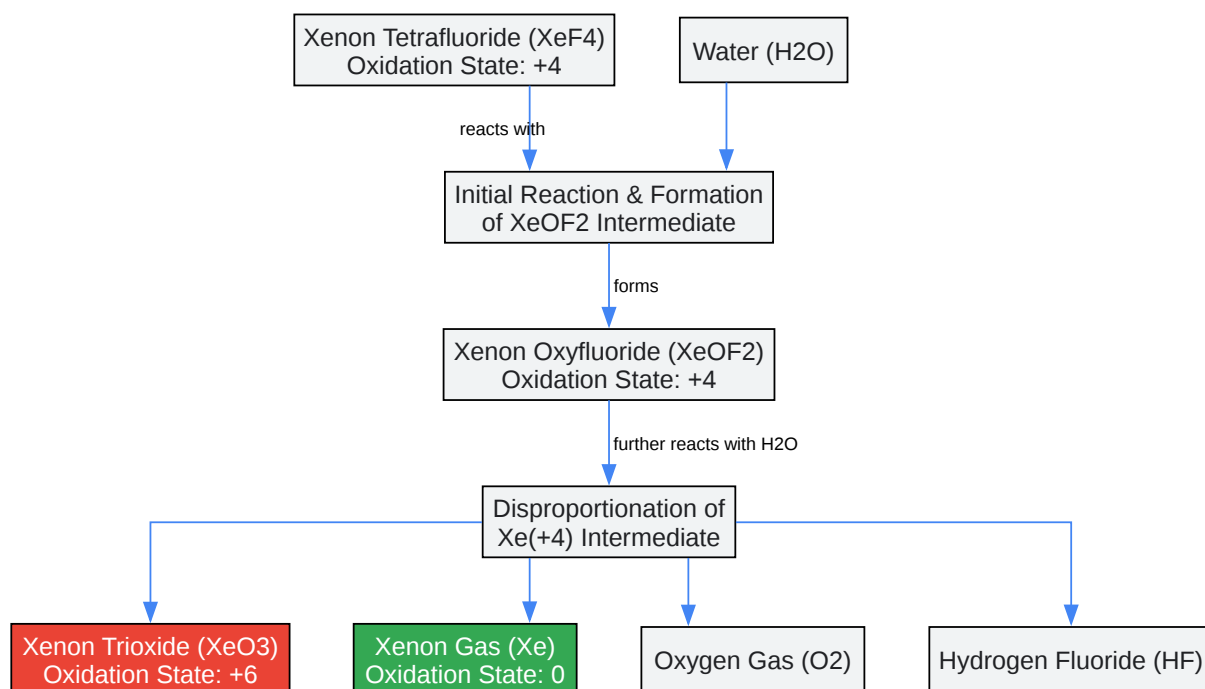 Xenon Tetrafluoride (XeF4)
Oxidation State: +4
Water (H2O)
reacts with
Initial Reaction & Formation
of XeOF2 Intermediate
forms
Xenon Oxyfluoride (XeOF2)
Oxidation State: +4
further reacts with H2O
Disproportionation of
Xe(+4) Intermediate
Xenon Trioxide (XeO3)
Oxidation State: +6
Xenon Gas (Xe)
Oxidation State: 0
Oxygen Gas (O2)
Hydrogen Fluoride (HF)